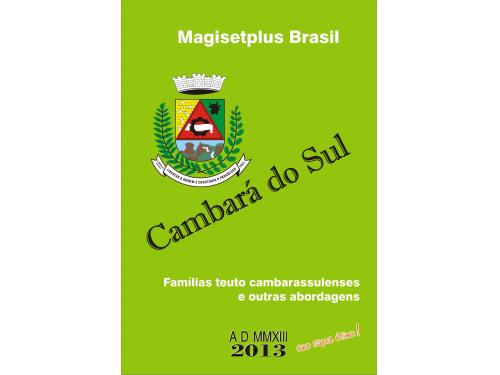 Magisetplus Brasil
Cambará do Sul
Famílias teuto cambarassulenses
e outras abordagens
A D MMXIII
2013
ano super ótimo!